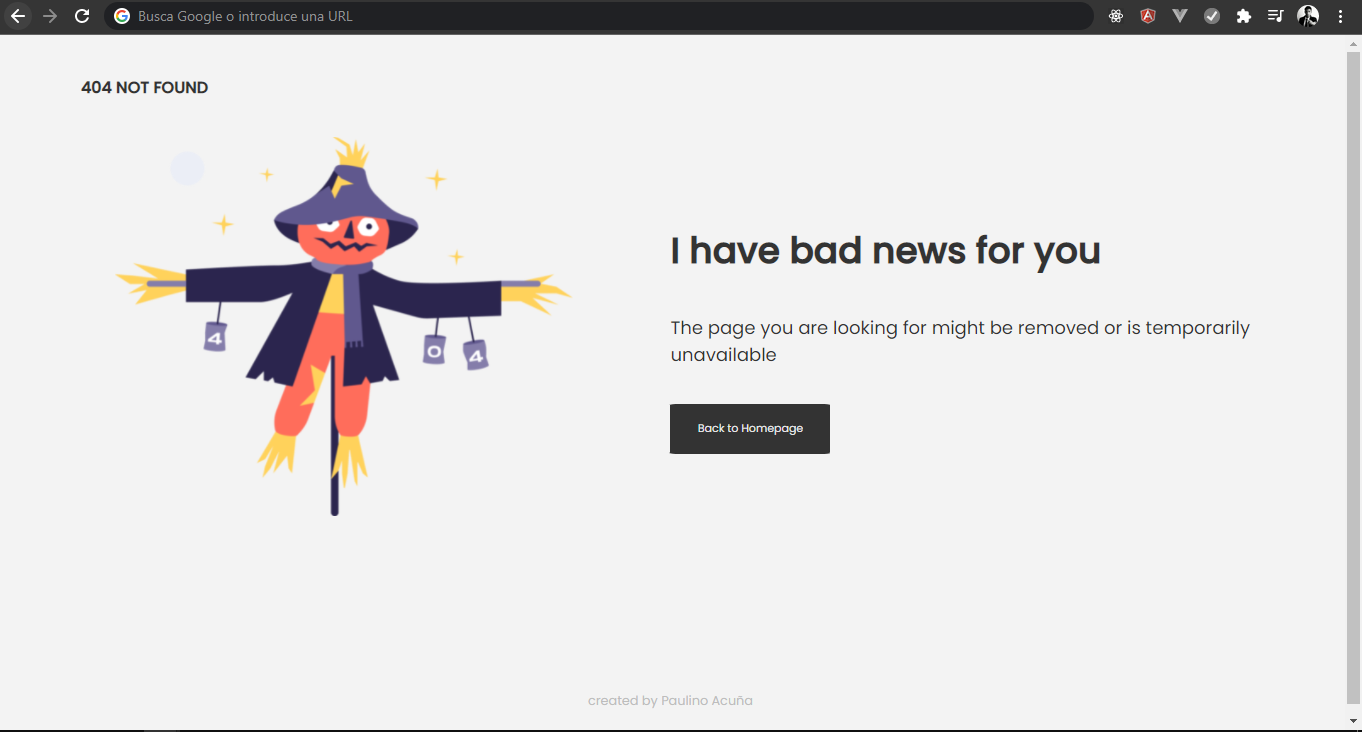 Busca Google o introduce una URL
404 NOT FOUND
4
0
4
I have bad news for you
The page you are looking for might be removed or is temporarily
unavailable
Back to Homepage
created by Paulino Acuña